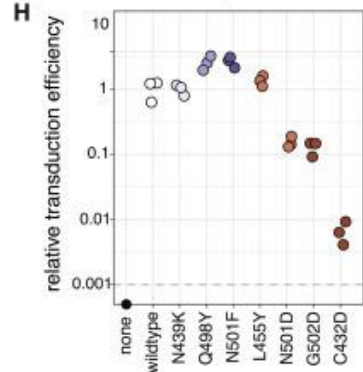 H
relative transduction efficiency
10
1
0.1
0.01
0.001
none
wildtype
N439K
Q498Y
N501F
L455Y
N501D
G502D
C432D